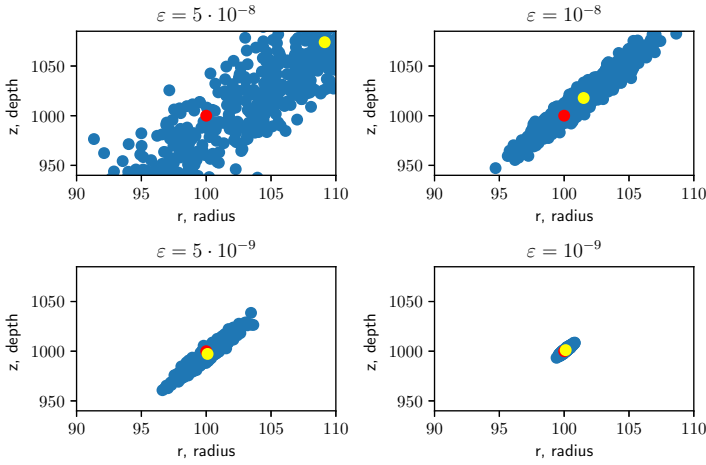 ε = 5 · 10⁻⁸
1050
1000
950
z, depth
90 95 100 105 110
r, radius
ε = 10⁻⁸
1050
1000
950
z, depth
90 95 100 105 110
r, radius
ε = 5 · 10⁻⁹
1050
1000
950
z, depth
90 95 100 105 110
r, radius
ε = 10⁻⁹
1050
1000
950
z, depth
90 95 100 105 110
r, radius